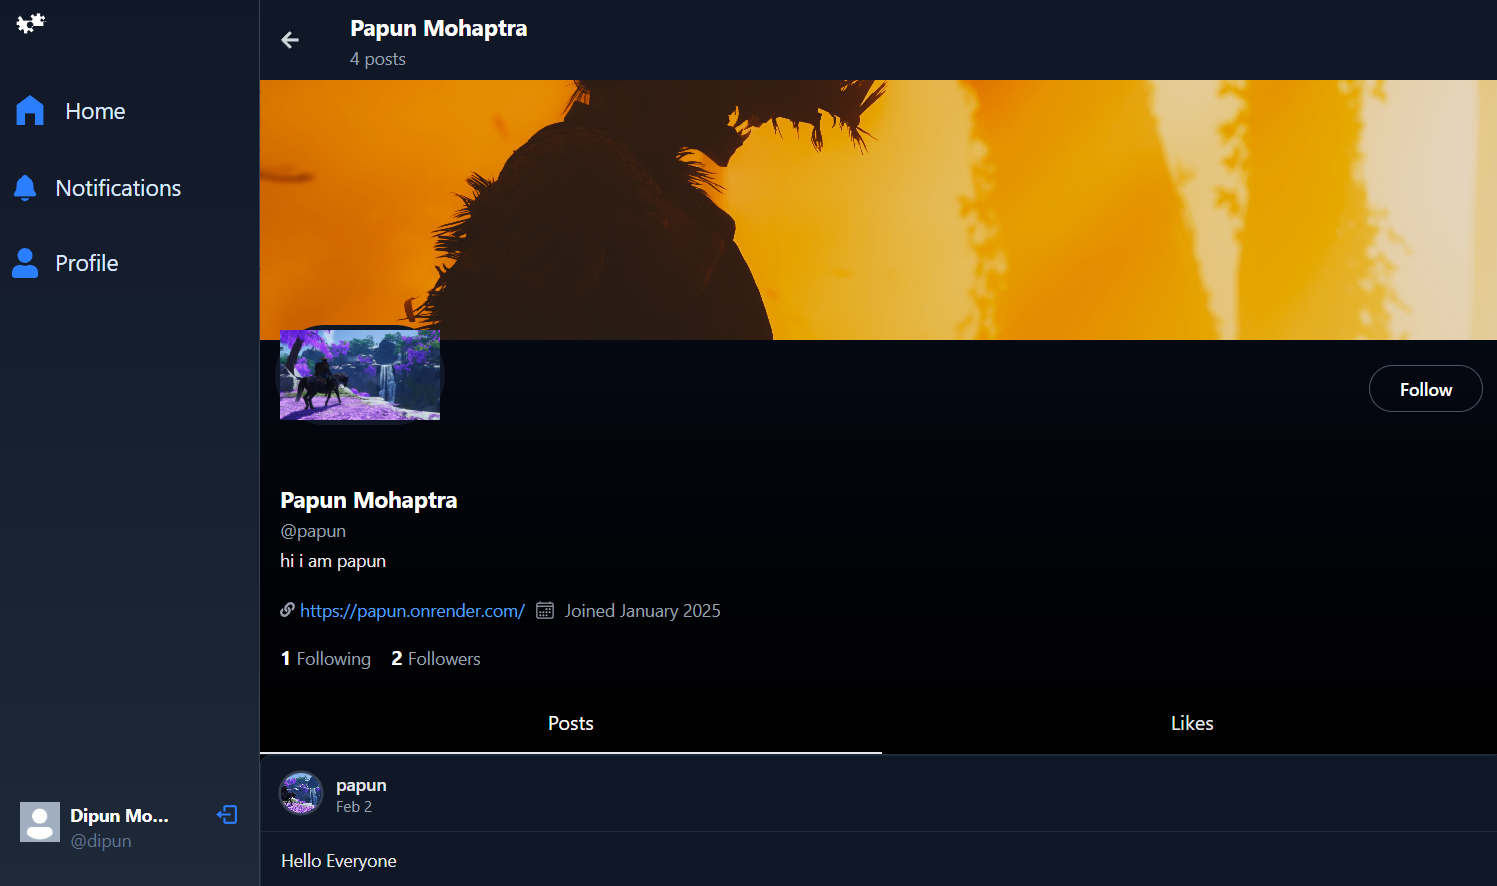 Home
Notifications
Profile
Dipun Mo...
@dipun
Papun Mohaptra
4 posts
Follow
Papun Mohaptra
@papun
hi i am papun
https://papun.onrender.com/ Joined January 2025
1 Following 2 Followers
Posts Likes
papun
Feb 2
Hello Everyone